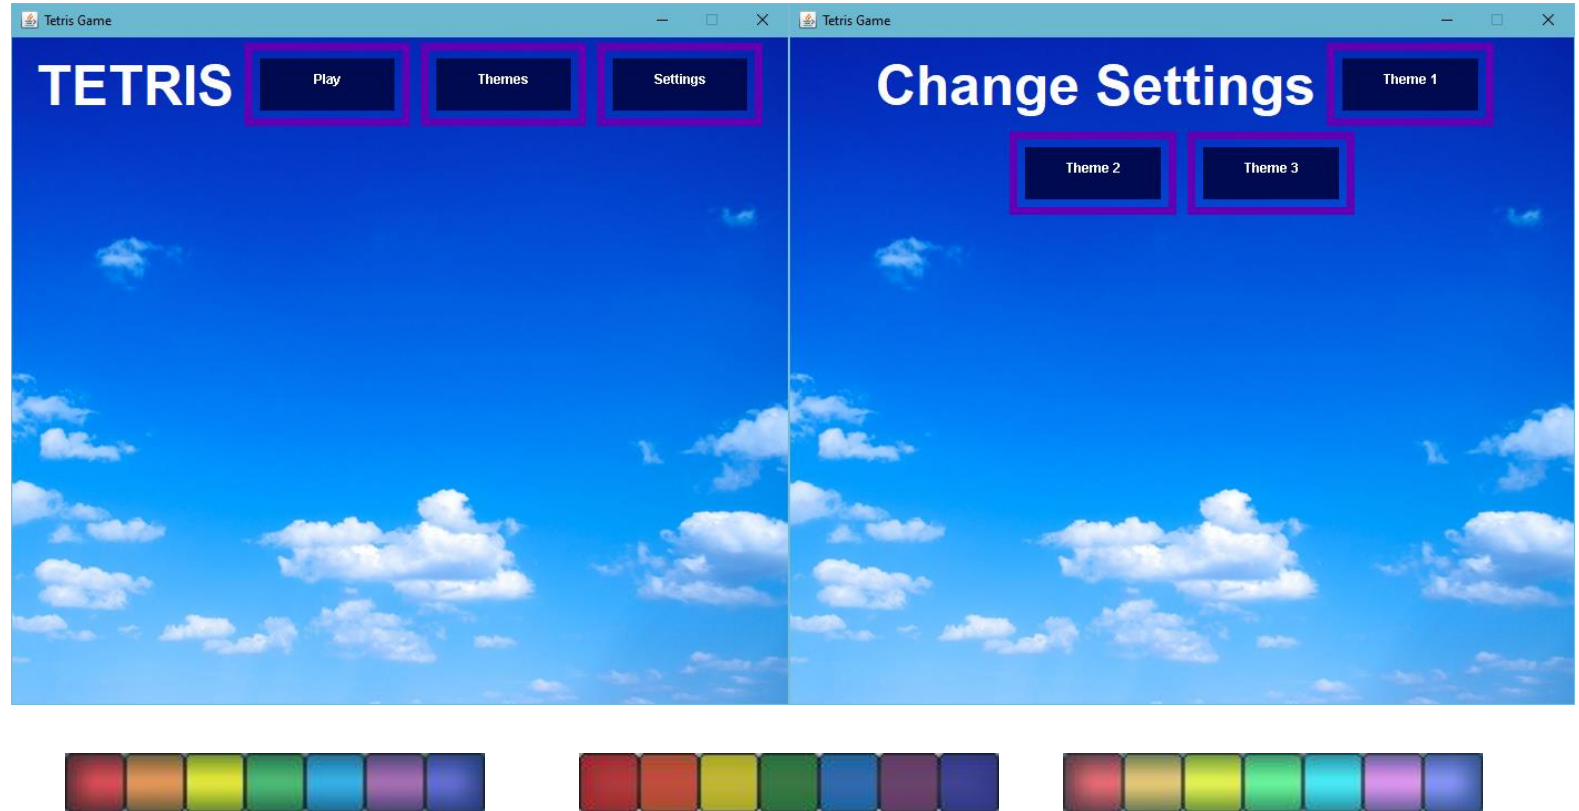 Tetris Game
TETRIS Play Themes Settings
Tetris Game
Change Settings Theme 1
Theme 2 Theme 3